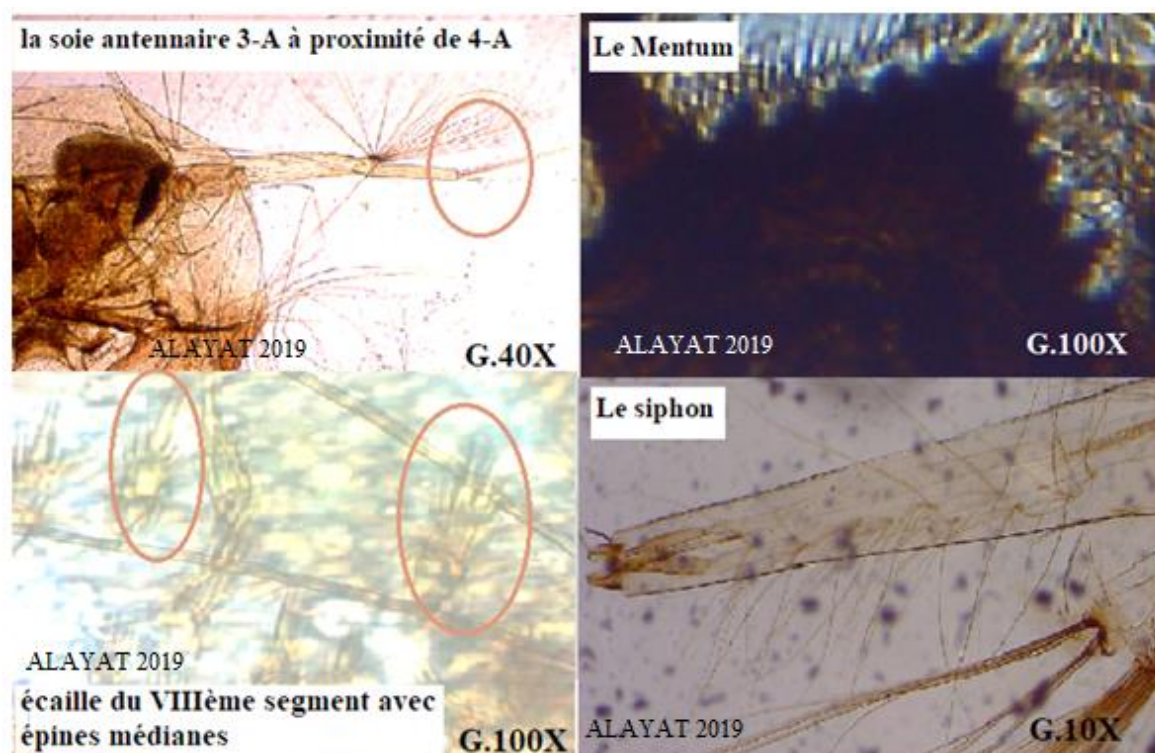 la soie antennaire 3-A à proximité de 4-A
ALAYAT 2019
G.40X
Le Mentum
ALAYAT 2019
G.100X
ALAYAT 2019
écaille du VIIIème segment avec
épines médianes
G.100X
Le siphon
ALAYAT 2019
G.10X